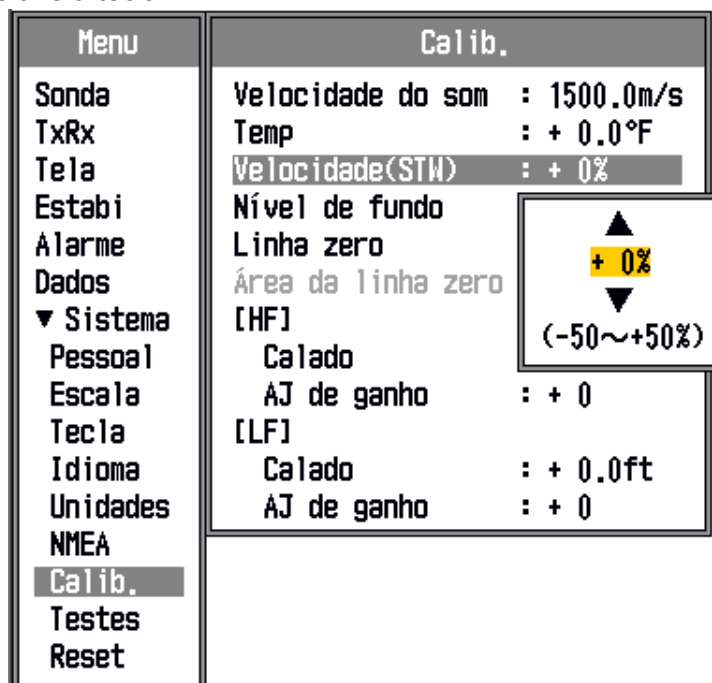 Menu
Sonda
TxRx
Tela
Estabi
Alarme
Dados
▼ Sistema
Pessoal
Escala
Tecla
Idioma
Unidades
NMEA
Calib.
Testes
Reset
Calib.
Velocidade do som : 1500.0m/s
Temp : + 0.0°F
Velocidade(STW) : + 0%
Nível de fundo
Linha zero
Área da linha zero
[HF]
Calado
AJ de ganho : + 0
[LF]
Calado : + 0.0ft
AJ de ganho : + 0
▲
+ 0%
▼
(-50~+50%)